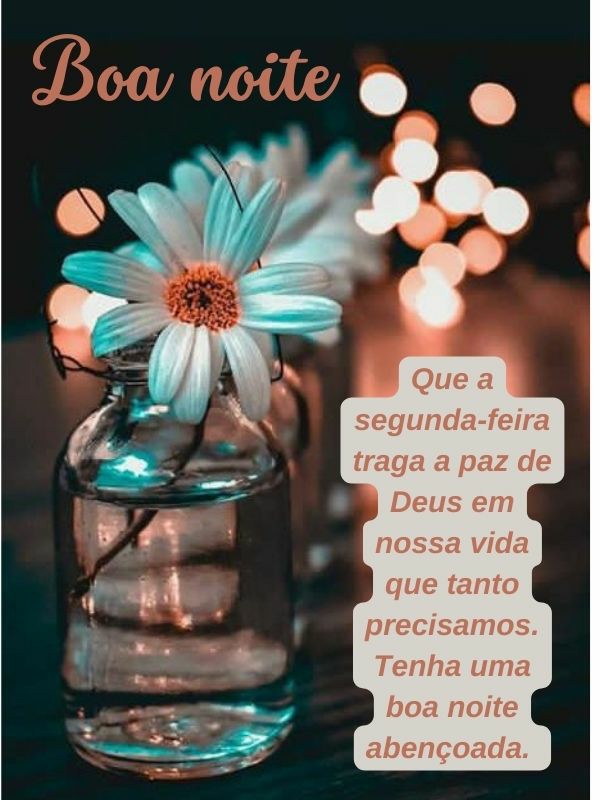 Boa noite
Que a
segunda-feira
traga a paz de
Deus em
nossa vida
que tanto
precisamos.
Tenha uma
boa noite
abençoada.